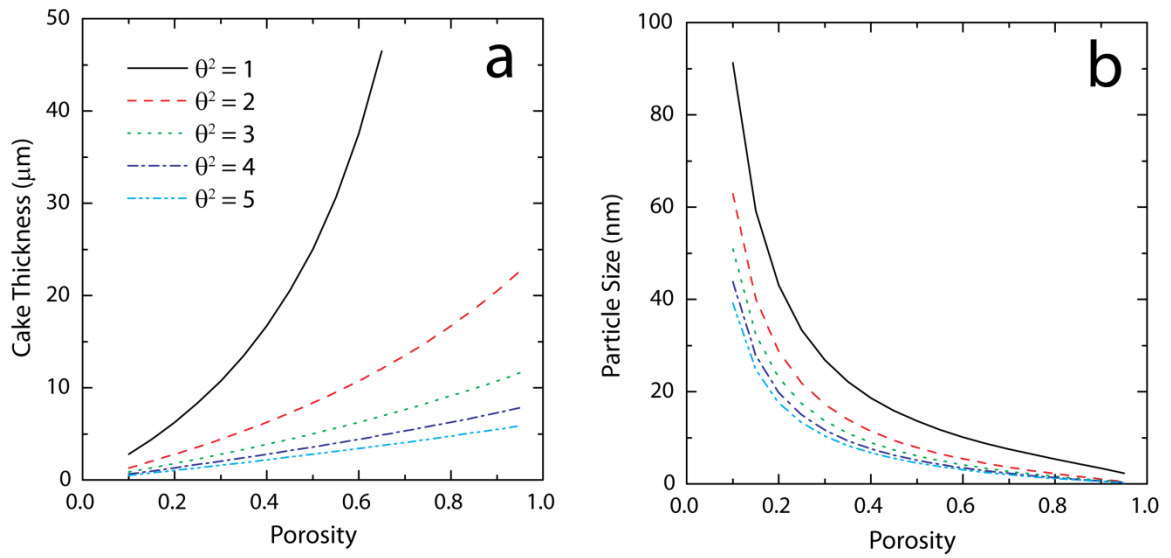 a
50
40
30
20
10
0
Cake Thickness (μm)
θ² = 1
θ² = 2
θ² = 3
θ² = 4
θ² = 5
0.0 0.2 0.4 0.6 0.8 1.0
Porosity
b
100
80
60
40
20
0
Particle Size (nm)
0.0 0.2 0.4 0.6 0.8 1.0
Porosity